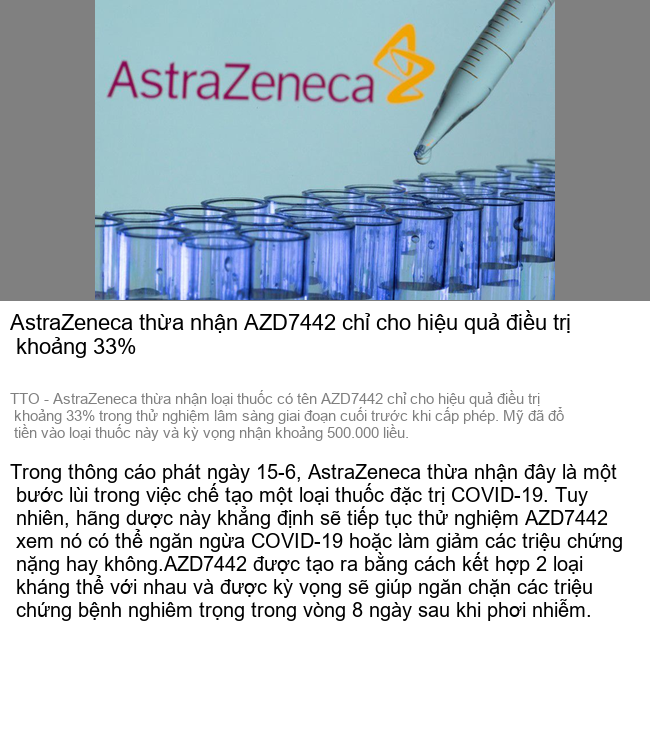 AstraZeneca
AstraZeneca thừa nhận AZD7442 chỉ cho hiệu quả điều trị
khoảng 33%
TTO - AstraZeneca thừa nhận loại thuốc có tên AZD7442 chỉ cho hiệu quả điều trị
khoảng 33% trong thử nghiệm lâm sàng giai đoạn cuối trước khi cấp phép. Mỹ đã đổ
tiền vào loại thuốc này và kỳ vọng nhận khoảng 500.000 liều.
Trong thông cáo phát ngày 15-6, AstraZeneca thừa nhận đây là một
bước lùi trong việc chế tạo một loại thuốc đặc trị COVID-19. Tuy
nhiên, hãng dược này khẳng định sẽ tiếp tục thử nghiệm AZD7442
xem nó có thể ngăn ngừa COVID-19 hoặc làm giảm các triệu chứng
nặng hay không.AZD7442 được tạo ra bằng cách kết hợp 2 loại
kháng thể với nhau và được kỳ vọng sẽ giúp ngăn chặn các triệu
chứng bệnh nghiêm trọng trong vòng 8 ngày sau khi phơi nhiễm.